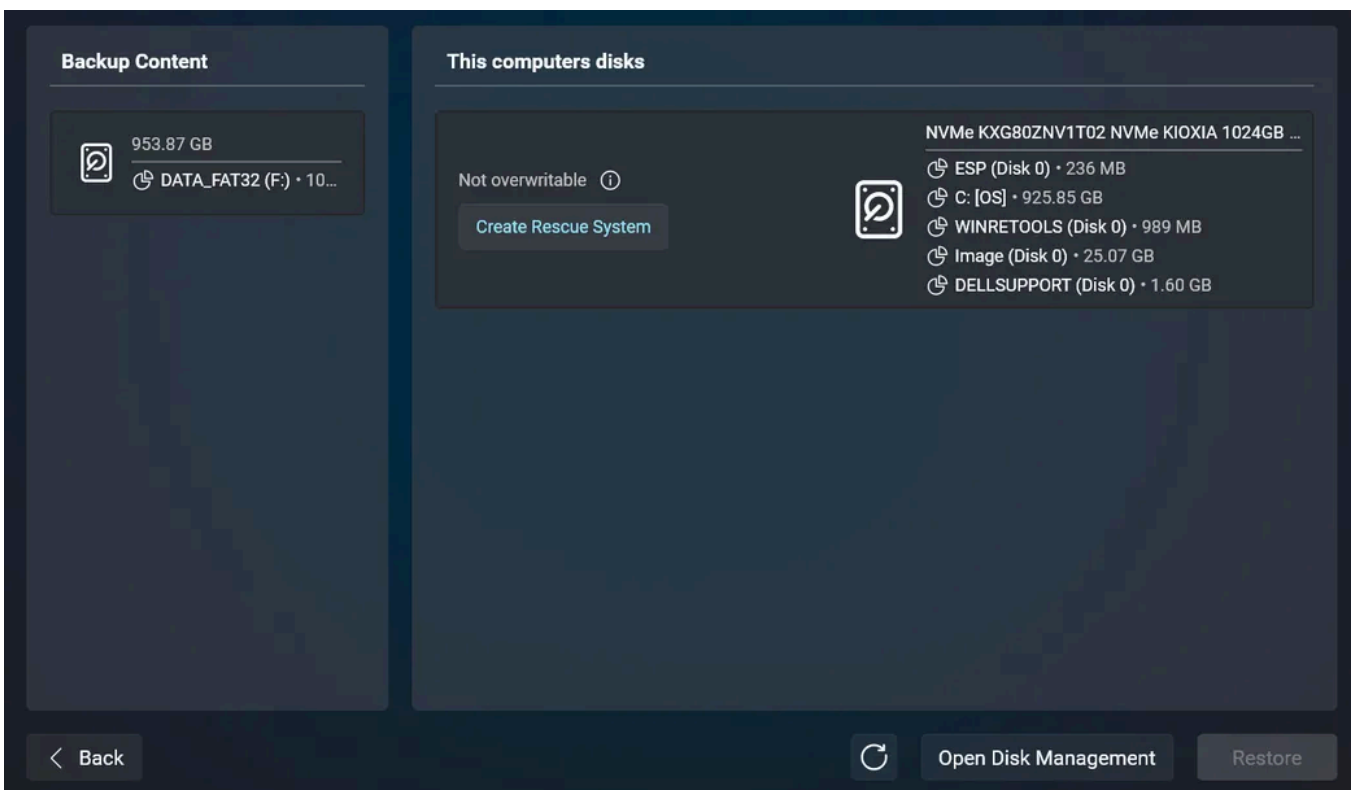 Backup Content
953.87 GB
DATA_FAT32 (F:) • 10...
This computers disks
Not overwritable
Create Rescue System
NVMe KXG80ZNV1T02 NVMe KIOXIA 1024GB ...
ESP (Disk 0) • 236 MB
C: [OS] • 925.85 GB
WINRETOOLS (Disk 0) • 989 MB
Image (Disk 0) • 25.07 GB
DELLSUPPORT (Disk 0) • 1.60 GB
Back
Open Disk Management
Restore